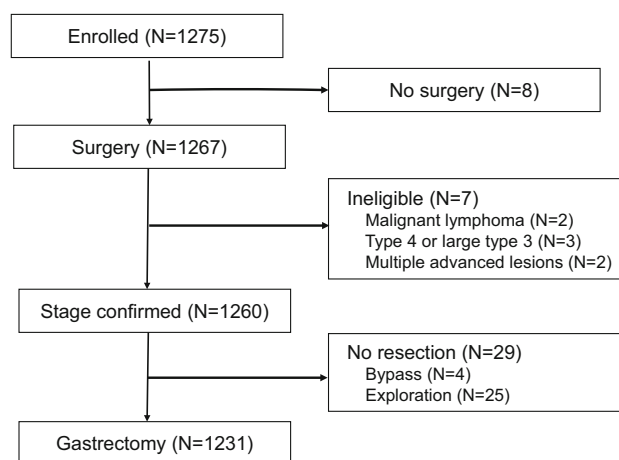 Enrolled (N=1275)
No surgery (N=8)
Surgery (N=1267)
Ineligible (N=7)
Malignant lymphoma (N=2)
Type 4 or large type 3 (N=3)
Multiple advanced lesions (N=2)
Stage confirmed (N=1260)
No resection (N=29)
Bypass (N=4)
Exploration (N=25)
Gastrectomy (N=1231)